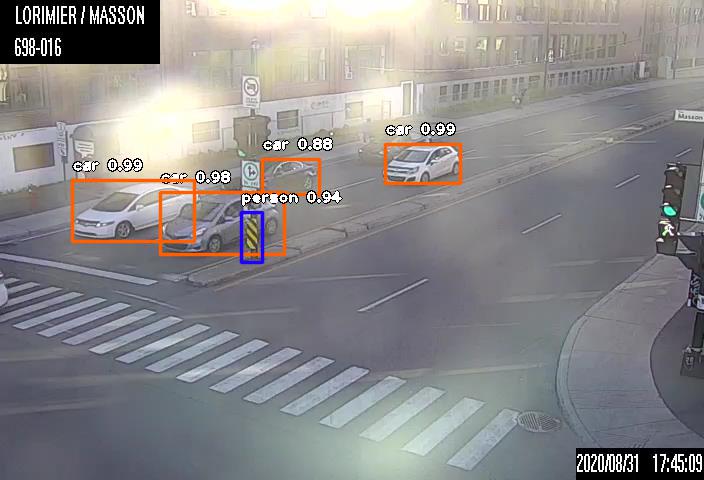 LORIMIER / MASSON
698-016
car 0.99
car 0.88
car 0.99
car 0.98
person 0.94
Masson
2020/08/31 17:45:09